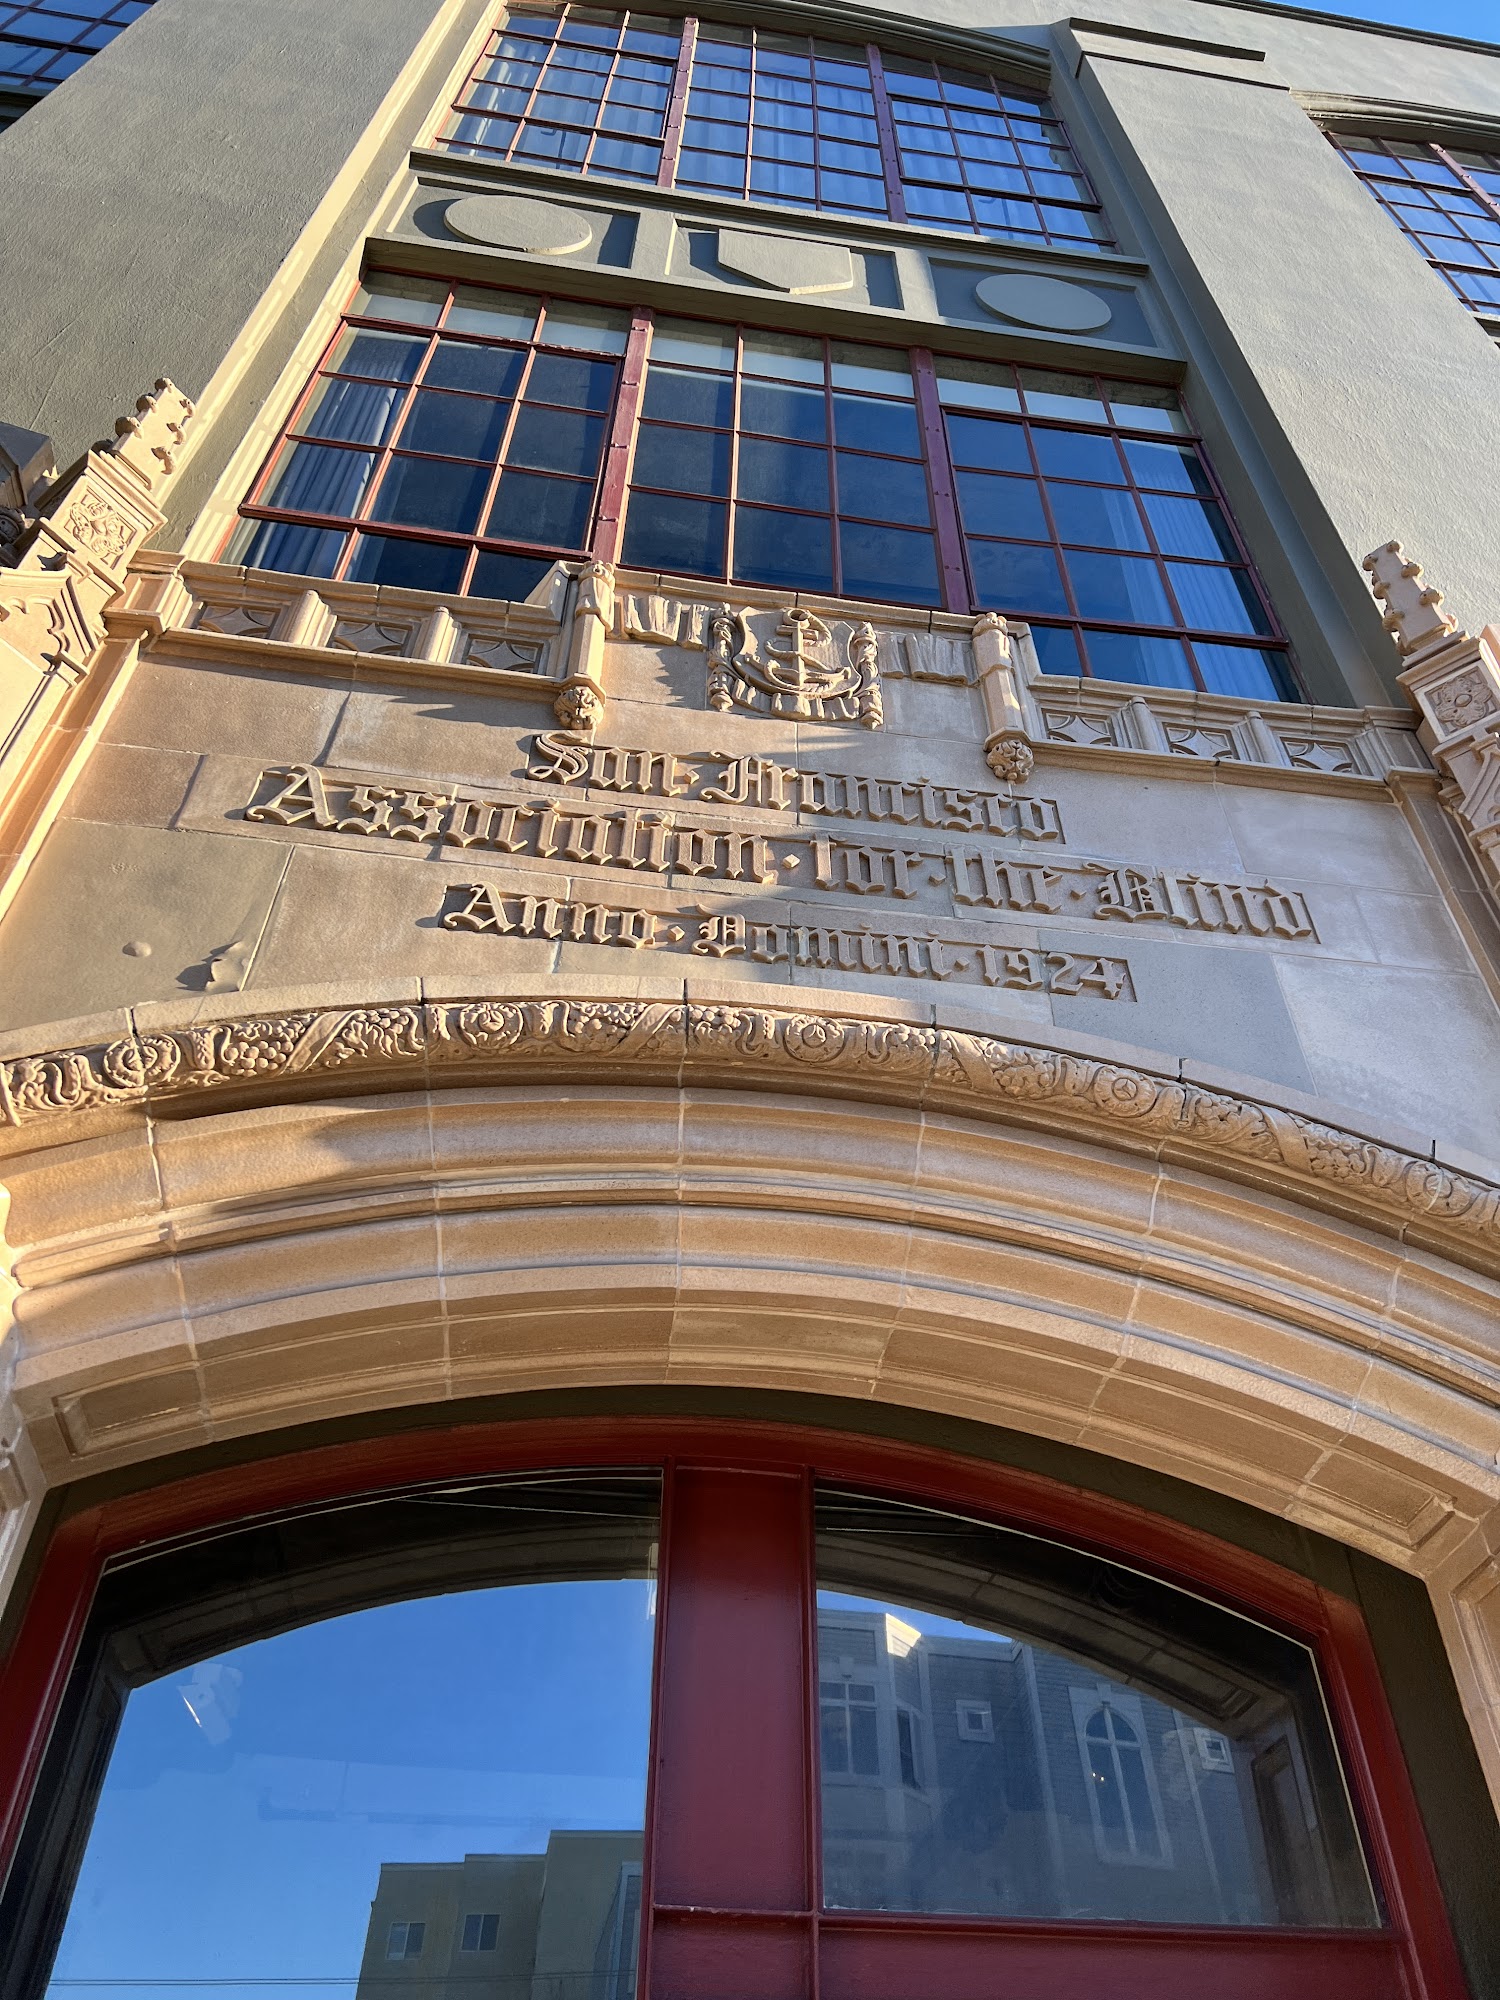 San·Francisco
Association·for·the·Blind
Anno·Domini·1924